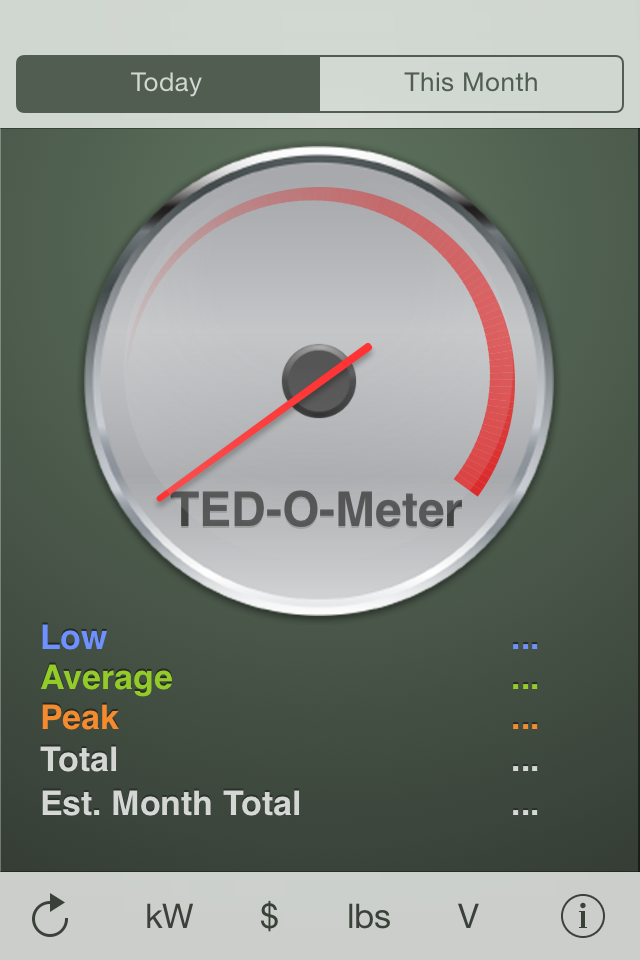 Today This Month
TED-O-Meter
Low ...
Average ...
Peak ...
Total ...
Est. Month Total ...
kW $ lbs V i